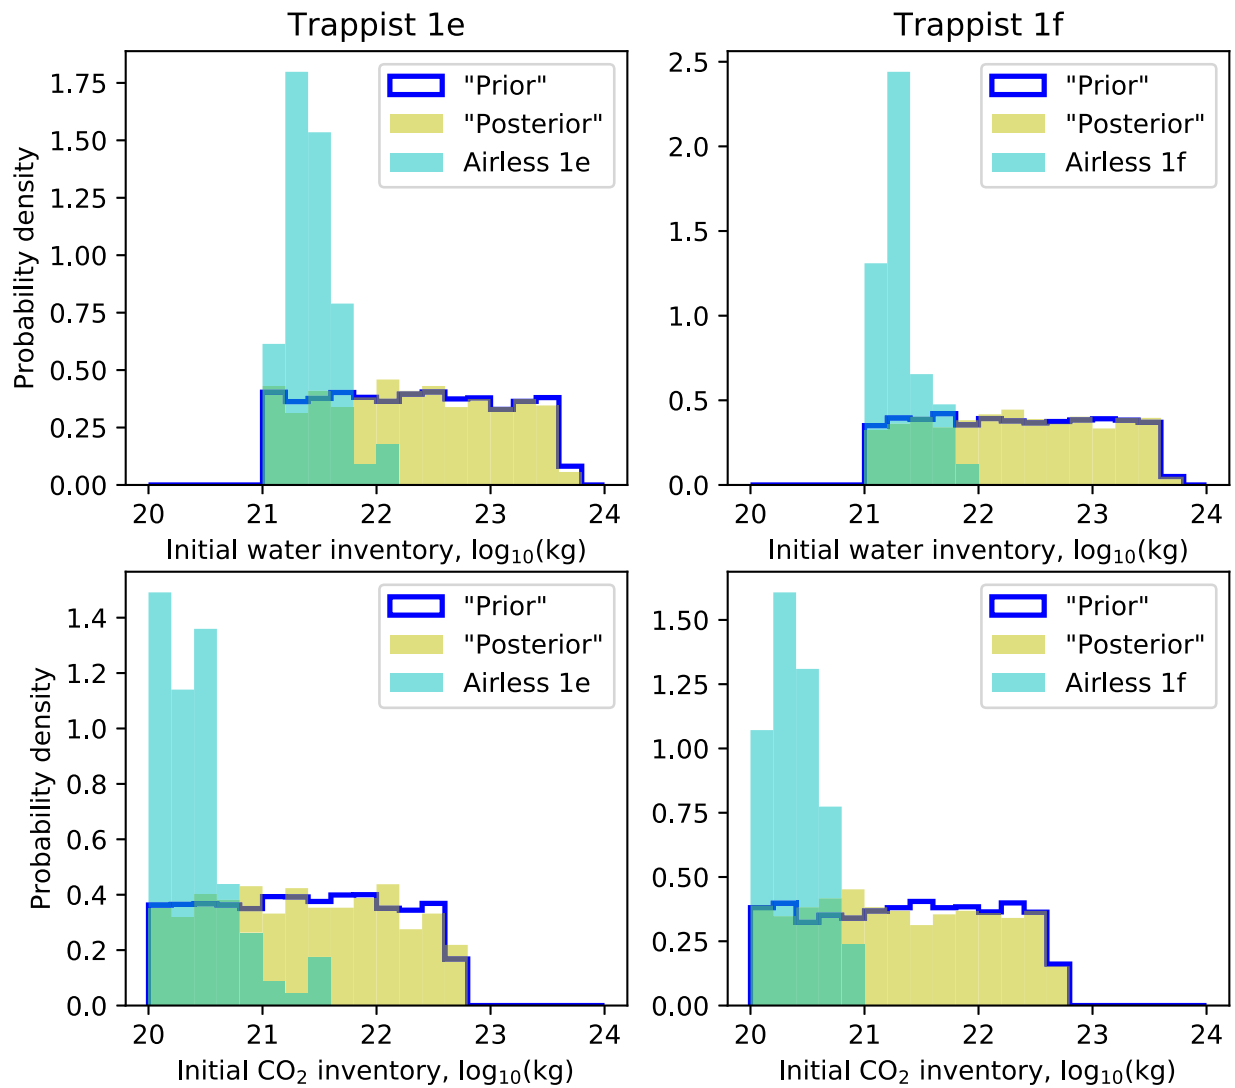 Trappist 1e
Trappist 1f
Probability density
1.75
1.50
1.25
1.00
0.75
0.50
0.25
0.00
"Prior"
"Posterior"
Airless 1e
20 21 22 23 24
Initial water inventory, log₁₀(kg)
2.5
2.0
1.5
1.0
0.5
0.0
"Prior"
"Posterior"
Airless 1f
20 21 22 23 24
Initial water inventory, log₁₀(kg)
Probability density
1.4
1.2
1.0
0.8
0.6
0.4
0.2
0.0
"Prior"
"Posterior"
Airless 1e
20 21 22 23 24
Initial CO₂ inventory, log₁₀(kg)
1.50
1.25
1.00
0.75
0.50
0.25
0.00
"Prior"
"Posterior"
Airless 1f
20 21 22 23 24
Initial CO₂ inventory, log₁₀(kg)